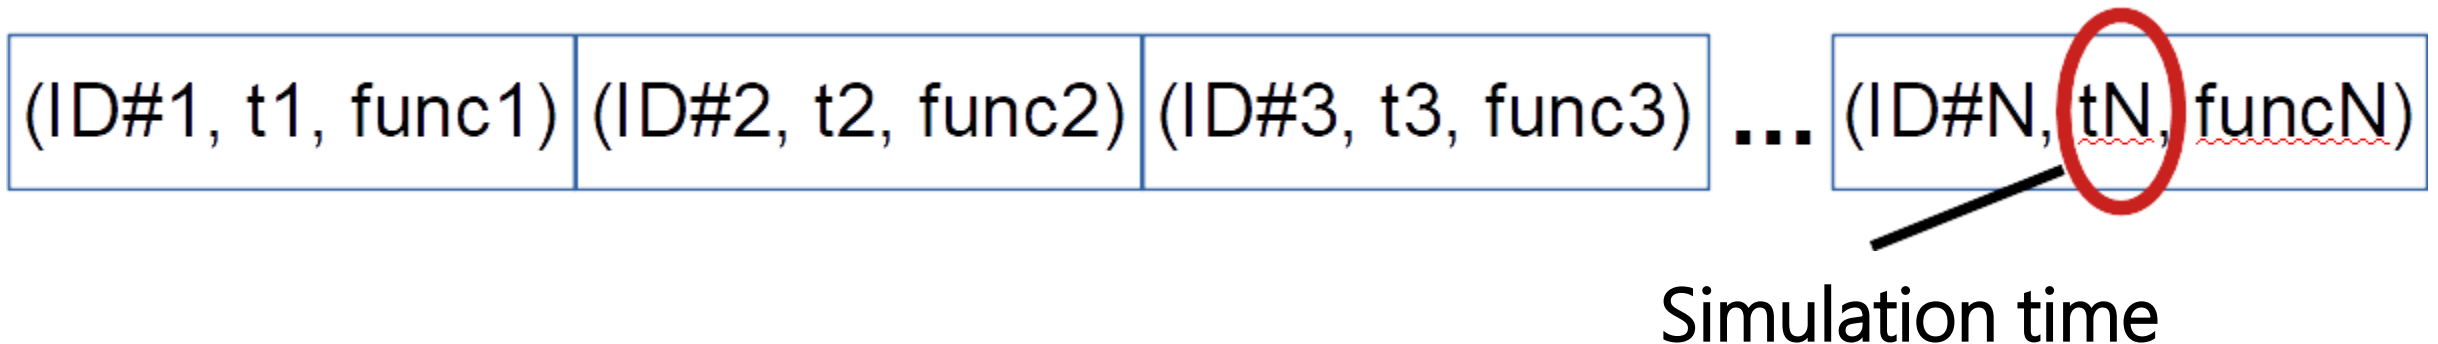 (ID#1, t1, func1) (ID#2, t2, func2) (ID#3, t3, func3) ... (ID#N, tN, funcN)
Simulation time